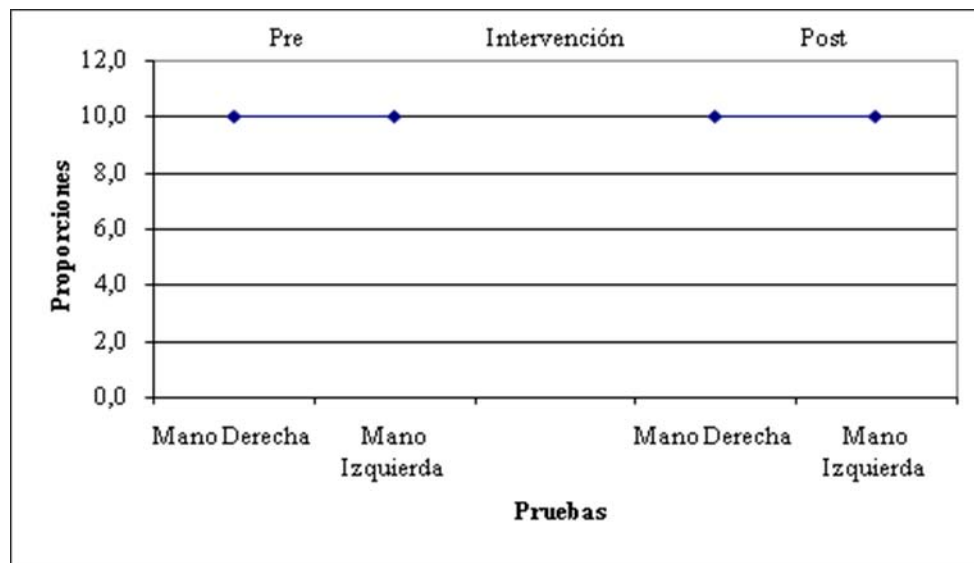 Pre Intervención Post
12,0
10,0
8,0
6,0
4,0
2,0
0,0
Proporciones
Mano Derecha Mano Mano Derecha Mano
Izquierda Izquierda
Pruebas